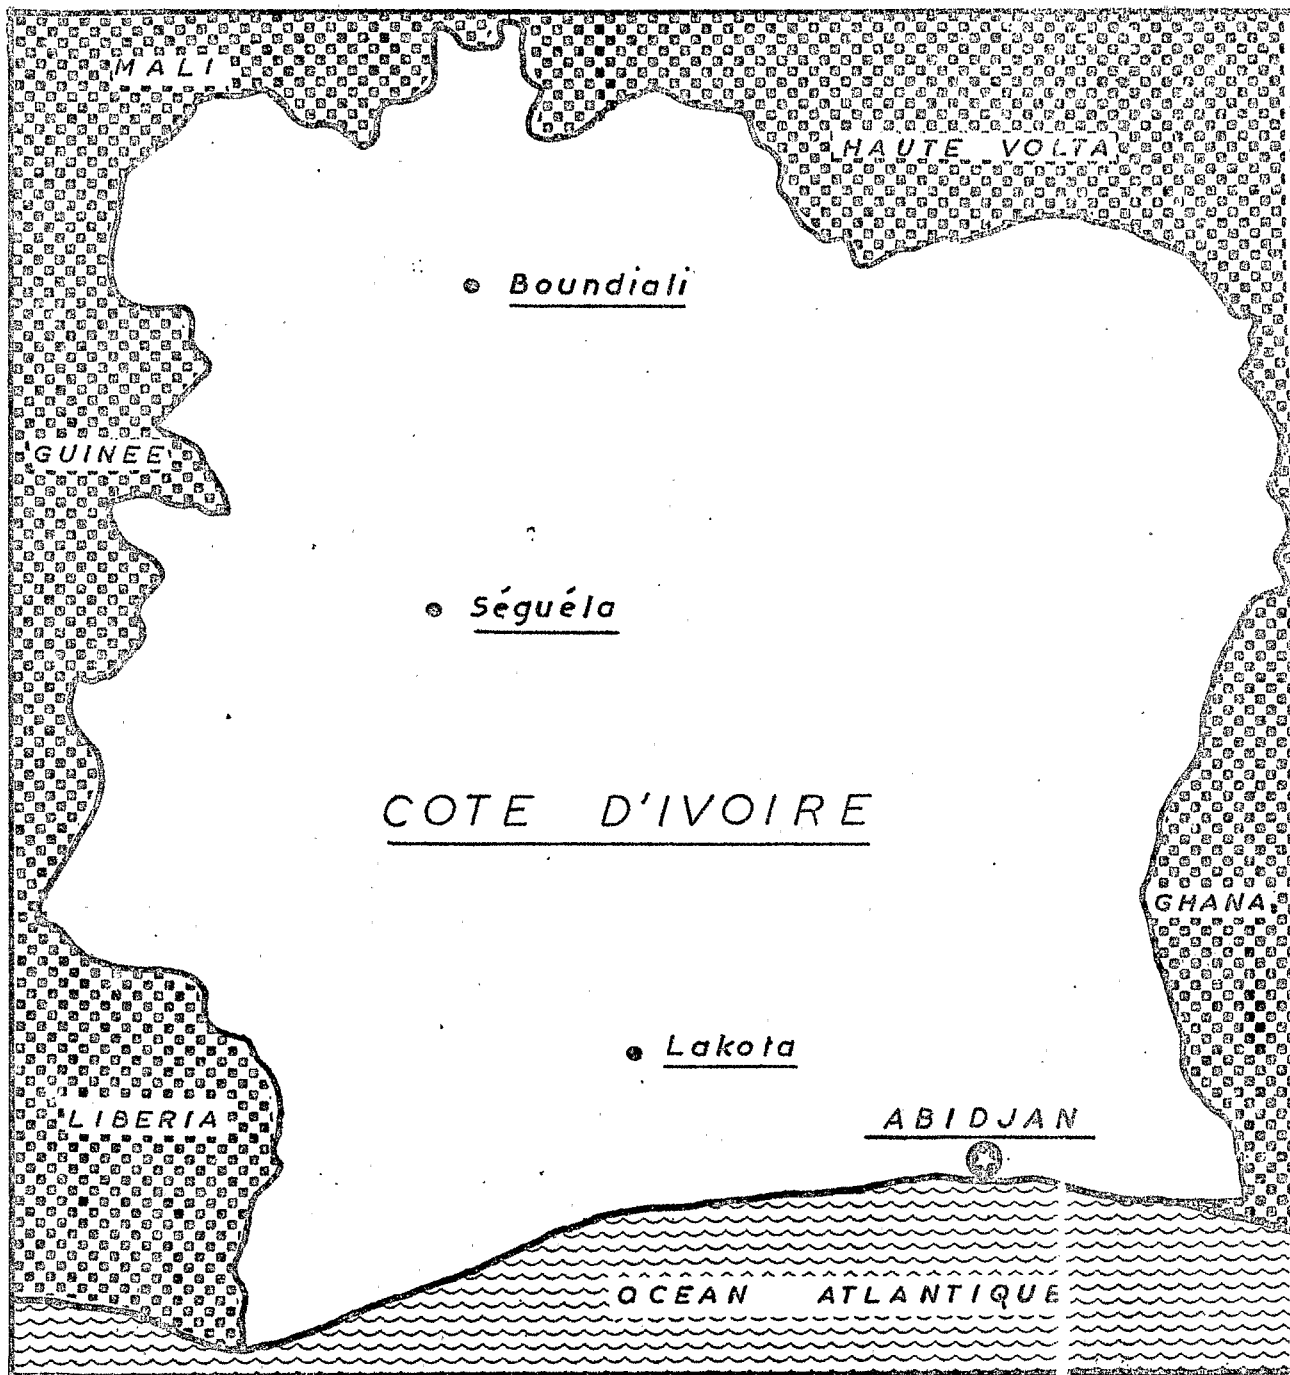 MALI
HAUTE VOLTA
Boundiali
GUINEE
Séguéla
COTE D'IVOIRE
GHANA
Lakota
LIBERIA
ABIDJAN
OCEAN ATLANTIQUE